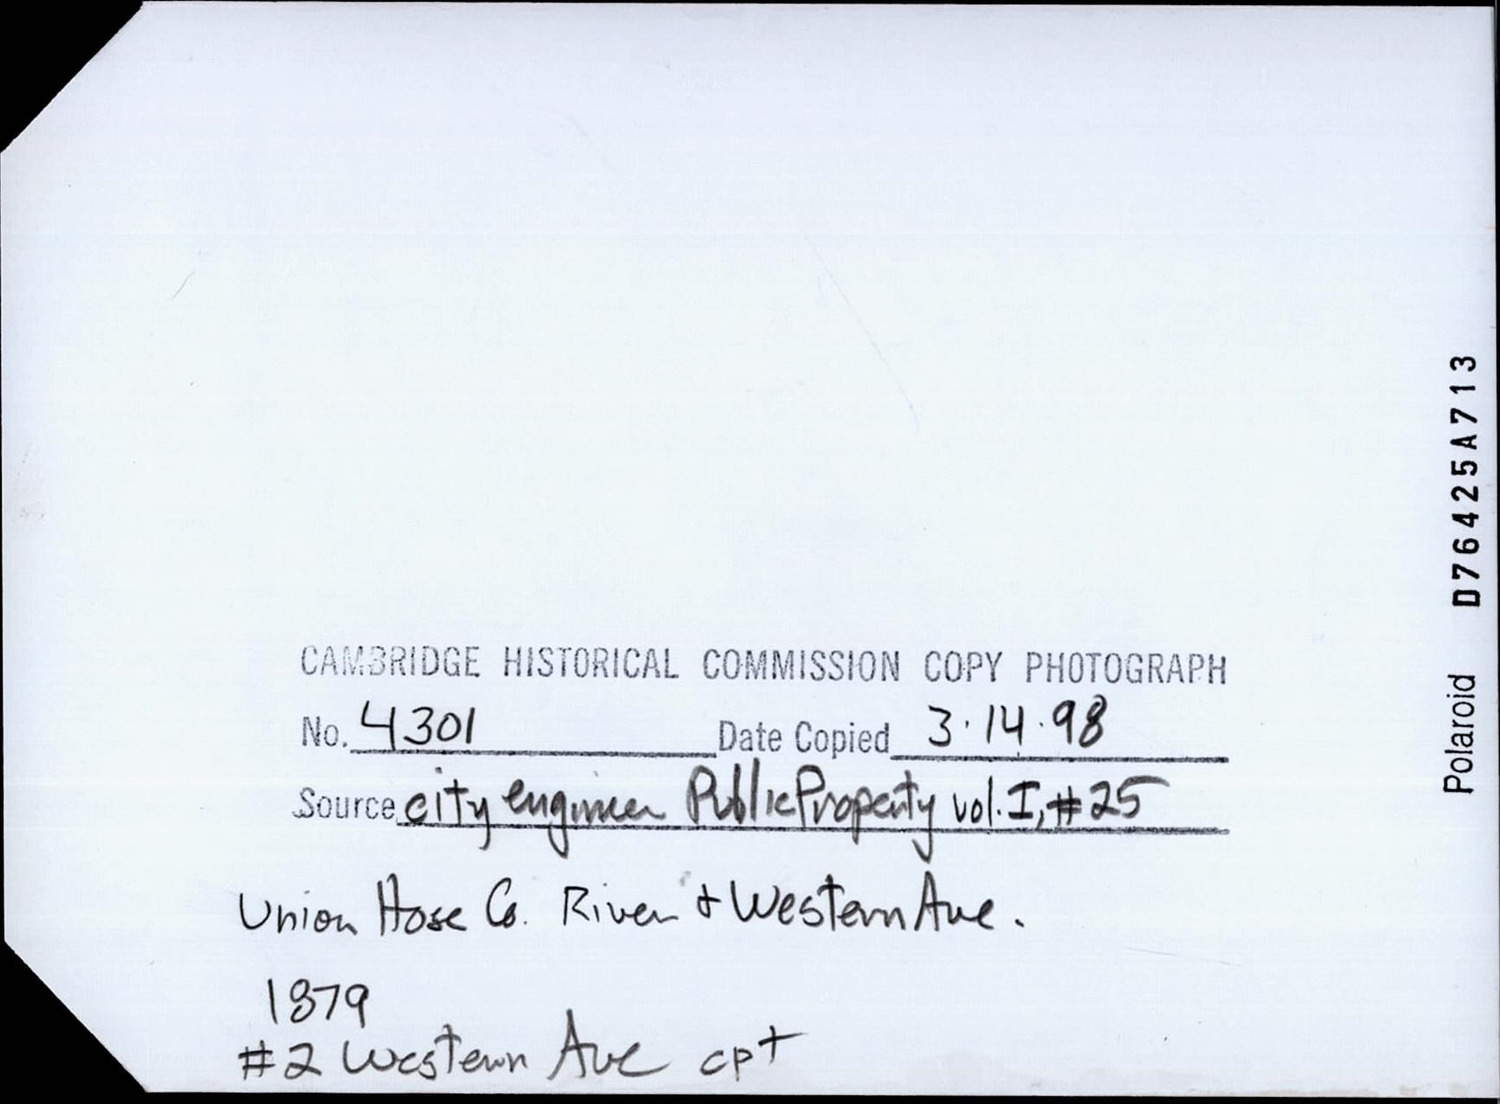 CAMBRIDGE HISTORICAL COMMISSION COPY PHOTOGRAPH
No. 4301 Date Copied 3·14·98
Source City Engineer Public Property vol. I, #25
Union Hose Co. River & Western Ave.
1879
#2 Western Ave cpt
Polaroid D76425A713